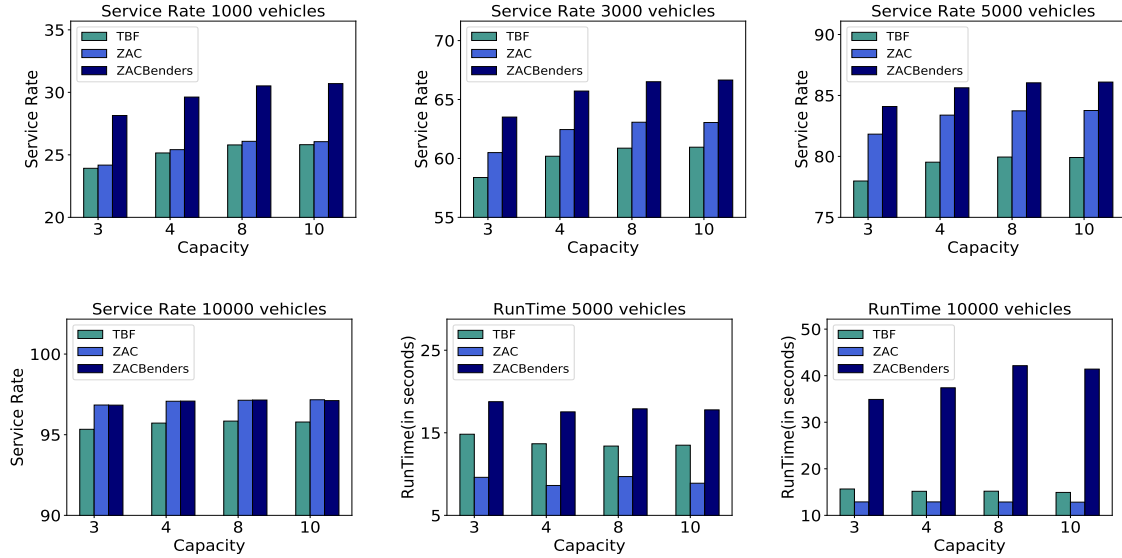 Service Rate 1000 vehicles
35
30
25
20
Service Rate
TBF
ZAC
ZACBenders
3 4 8 10
Capacity
Service Rate 3000 vehicles
70
65
60
55
Service Rate
TBF
ZAC
ZACBenders
3 4 8 10
Capacity
Service Rate 5000 vehicles
90
85
80
75
Service Rate
TBF
ZAC
ZACBenders
3 4 8 10
Capacity
Service Rate 10000 vehicles
100
95
90
Service Rate
TBF
ZAC
ZACBenders
3 4 8 10
Capacity
RunTime 5000 vehicles
25
15
5
RunTime(in seconds)
TBF
ZAC
ZACBenders
3 4 8 10
Capacity
RunTime 10000 vehicles
50
40
30
20
10
RunTime(in seconds)
TBF
ZAC
ZACBenders
3 4 8 10
Capacity